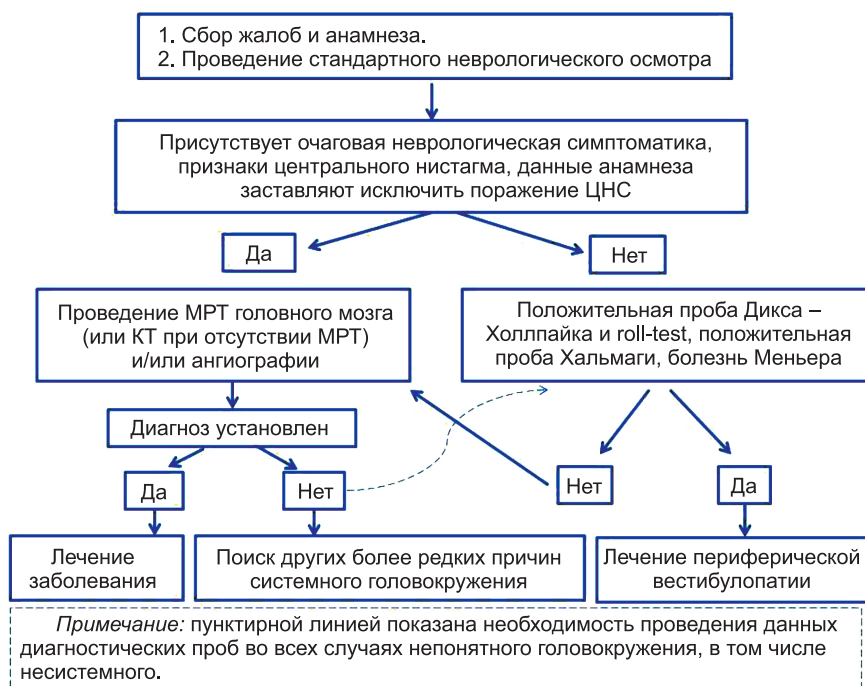 1. Сбор жалоб и анамнеза.
2. Проведение стандартного неврологического осмотра
Присутствует очаговая неврологическая симптоматика,
признаки центрального нистагма, данные анамнеза
заставляют исключить поражение ЦНС
Да
Нет
Проведение МРТ головного мозга
(или КТ при отсутствии МРТ)
и/или ангиографии
Положительная проба Дикса –
Холлпайка и roll-test, положительная
проба Хальмаги, болезнь Меньера
Диагноз установлен
Да
Нет
Нет
Да
Лечение
заболевания
Поиск других более редких причин
системного головокружения
Лечение периферической
вестибулопатии
Примечание: пунктирной линией показана необходимость проведения данных
диагностических проб во всех случаях непонятного головокружения, в том числе
несистемного.